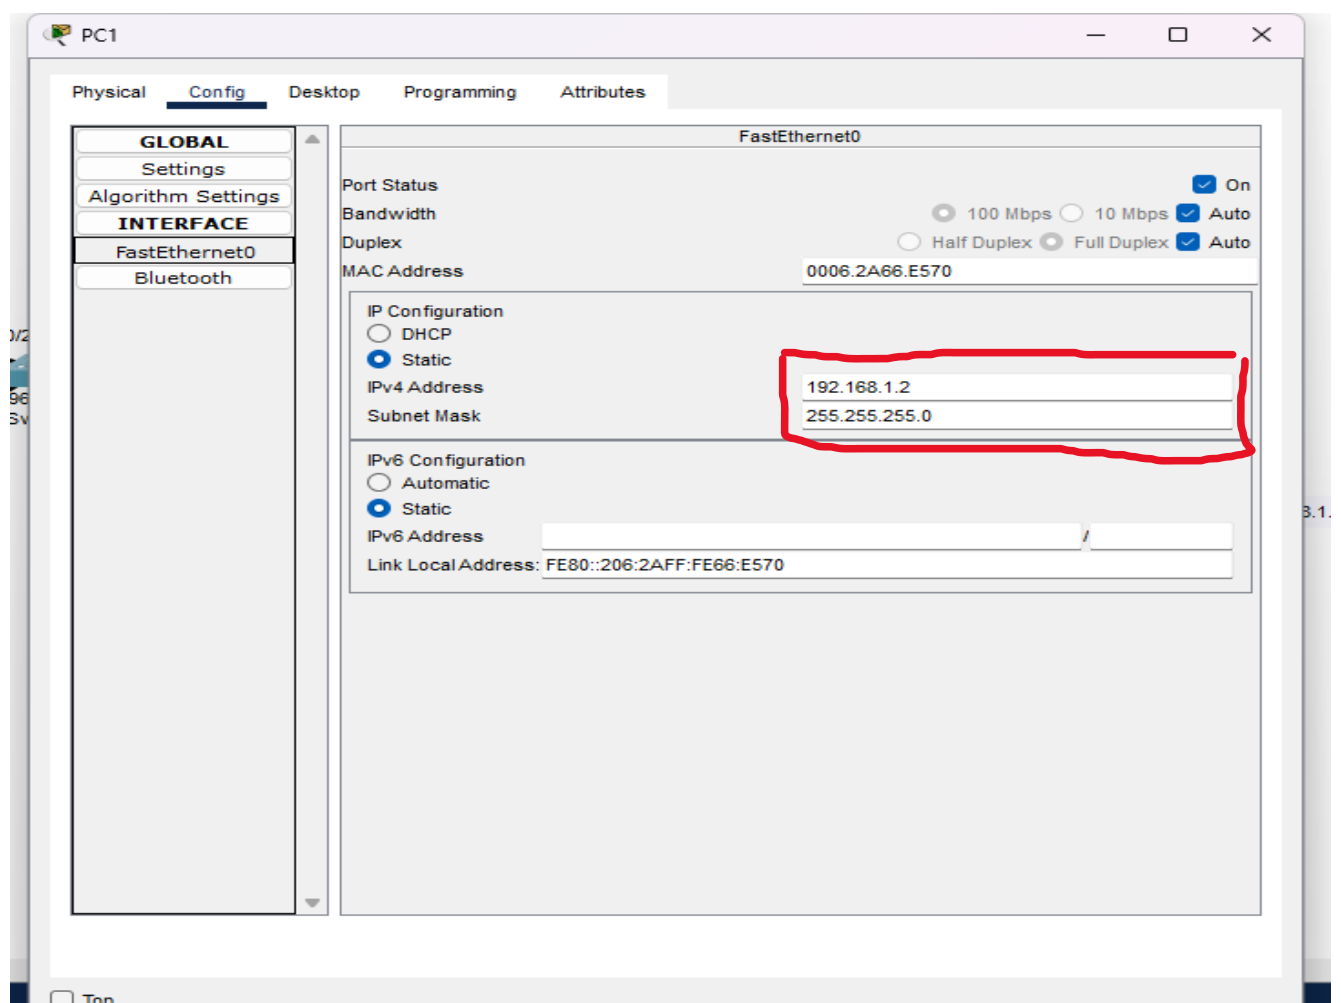 PC1
Physical Config Desktop Programming Attributes
GLOBAL
Settings
Algorithm Settings
INTERFACE
FastEthernet0
Bluetooth
FastEthernet0
Port Status On
Bandwidth 100 Mbps 10 Mbps Auto
Duplex Half Duplex Full Duplex Auto
MAC Address 0006.2A66.E570
IP Configuration
DHCP
Static
IPv4 Address 192.168.1.2
Subnet Mask 255.255.255.0
IPv6 Configuration
Automatic
Static
IPv6 Address /
Link Local Address: FE80::206:2AFF:FE66:E570
Top